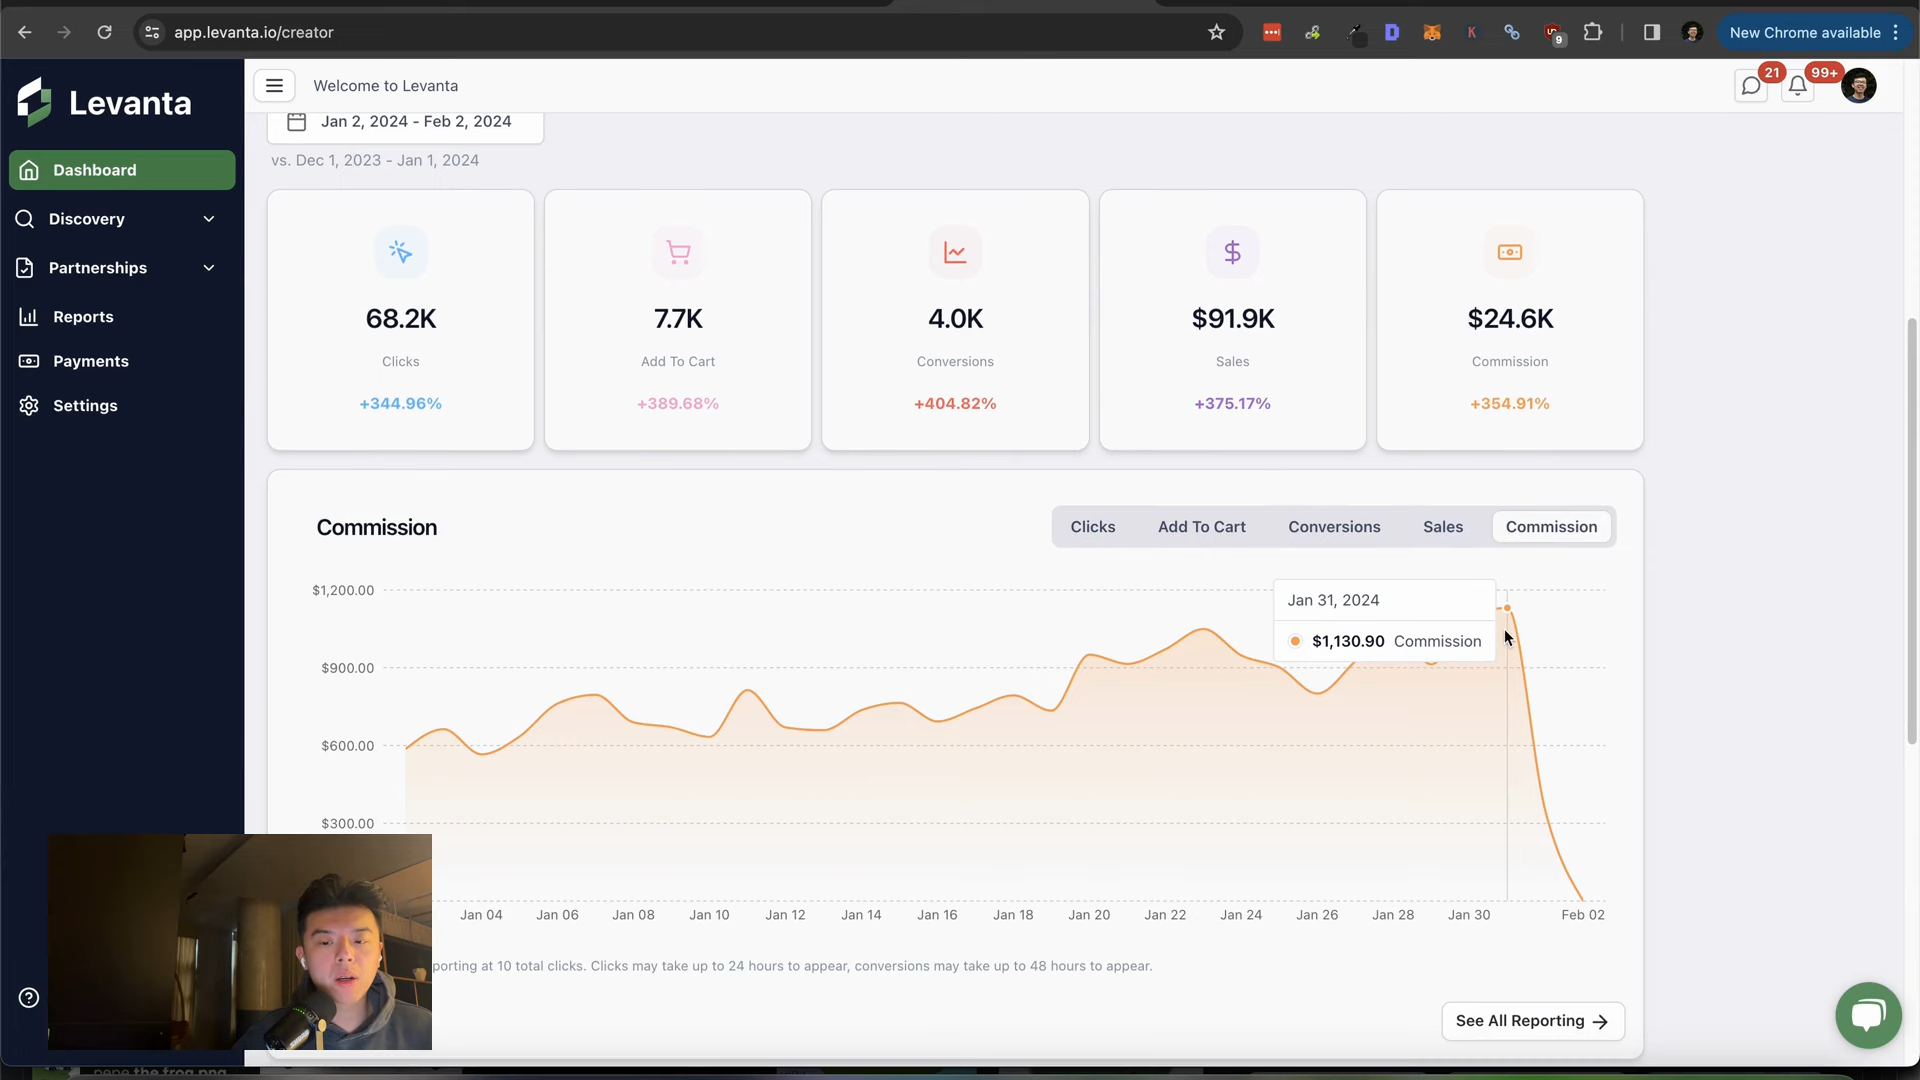 app.levanta.io/creator
9
New Chrome available
Levanta
Welcome to Levanta
21
99+
Jan 2, 2024 - Feb 2, 2024
vs. Dec 1, 2023 - Jan 1, 2024
Dashboard
Discovery
Partnerships
Reports
Payments
Settings
68.2K
Clicks
+344.96%
7.7K
Add To Cart
+389.68%
4.0K
Conversions
+404.82%
$91.9K
Sales
+375.17%
$24.6K
Commission
+354.91%
Commission
Clicks Add To Cart Conversions Sales Commission
$1,200.00
$900.00
$600.00
$300.00
Jan 31, 2024
$1,130.90 Commission
Jan 04 Jan 06 Jan 08 Jan 10 Jan 12 Jan 14 Jan 16 Jan 18 Jan 20 Jan 22 Jan 24 Jan 26 Jan 28 Jan 30 Feb 02
porting at 10 total clicks. Clicks may take up to 24 hours to appear, conversions may take up to 48 hours to appear.
See All Reporting
pepe the frog.png